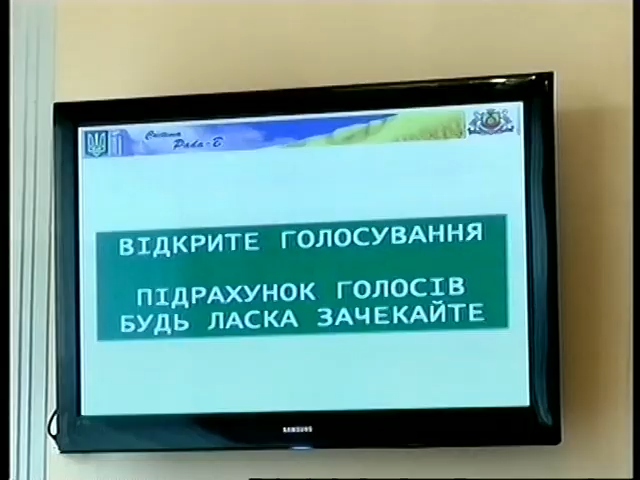 Система
Рада-В
ВІДКРИТЕ ГОЛОСУВАННЯ
ПІДРАХУНОК ГОЛОСІВ
БУДЬ ЛАСКА ЗАЧЕКАЙТЕ
SAMSUNG